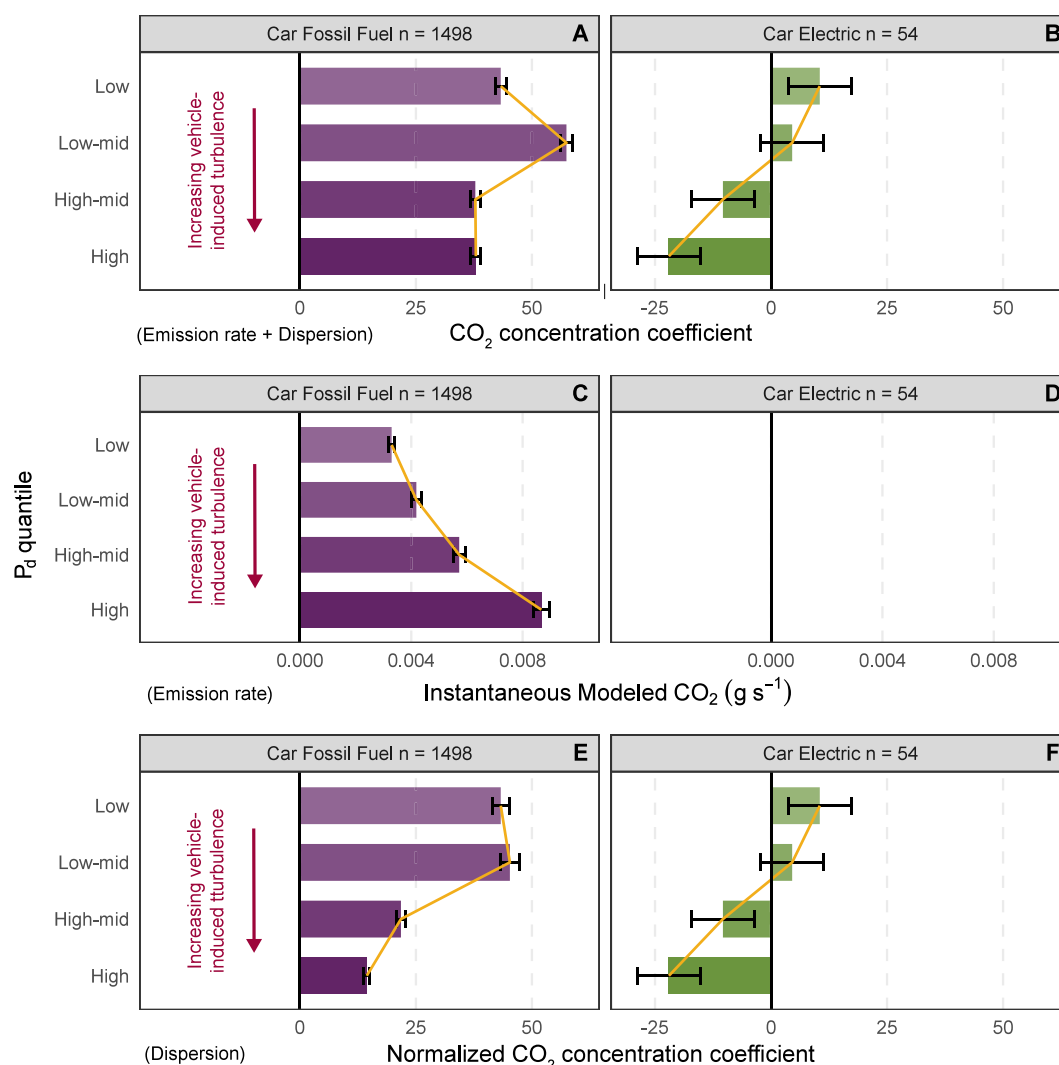 Car Fossil Fuel n = 1498 A
Car Electric n = 54 B
Low
Low-mid
High-mid
High
Increasing vehicle-
induced turbulence
0 25 50
-25 0 25 50
(Emission rate + Dispersion)
CO₂ concentration coefficient
Car Fossil Fuel n = 1498 C
Car Electric n = 54 D
P_d quantile
Low
Low-mid
High-mid
High
Increasing vehicle-
induced turbulence
0.000 0.004 0.008
0.000 0.004 0.008
(Emission rate)
Instantaneous Modeled CO₂ (g s⁻¹)
Car Fossil Fuel n = 1498 E
Car Electric n = 54 F
Low
Low-mid
High-mid
High
Increasing vehicle-
induced tturbulence
0 25 50
-25 0 25 50
(Dispersion)
Normalized CO₂ concentration coefficient